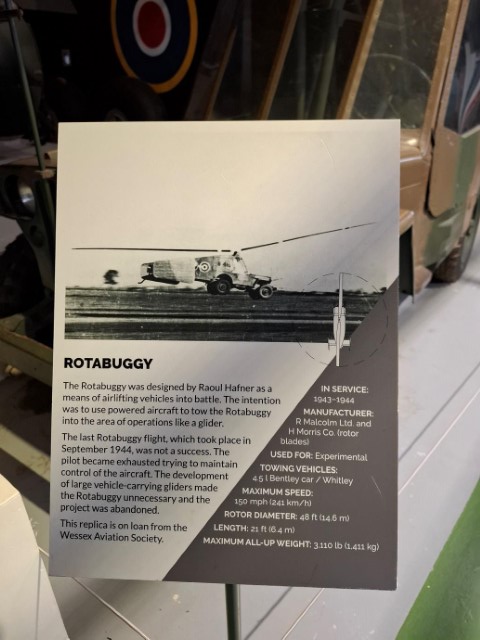 ROTABUGGY
The Rotabuggy was designed by Raoul Hafner as a
means of airlifting vehicles into battle. The intention
was to use powered aircraft to tow the Rotabuggy
into the area of operations like a glider.
The last Rotabuggy flight, which took place in
September 1944, was not a success. The
pilot became exhausted trying to maintain
control of the aircraft. The development
of large vehicle-carrying gliders made
the Rotabuggy unnecessary and the
project was abandoned.
This replica is on loan from the
Wessex Aviation Society.
IN SERVICE:
1943–1944
MANUFACTURER:
R Malcolm Ltd. and
H Morris Co. (rotor
blades)
USED FOR: Experimental
TOWING VEHICLES:
4.5 l Bentley car / Whitley
MAXIMUM SPEED:
150 mph (241 km/h)
ROTOR DIAMETER: 48 ft (14.6 m)
LENGTH: 21 ft (6.4 m)
MAXIMUM ALL-UP WEIGHT: 3,110 lb (1,411 kg)